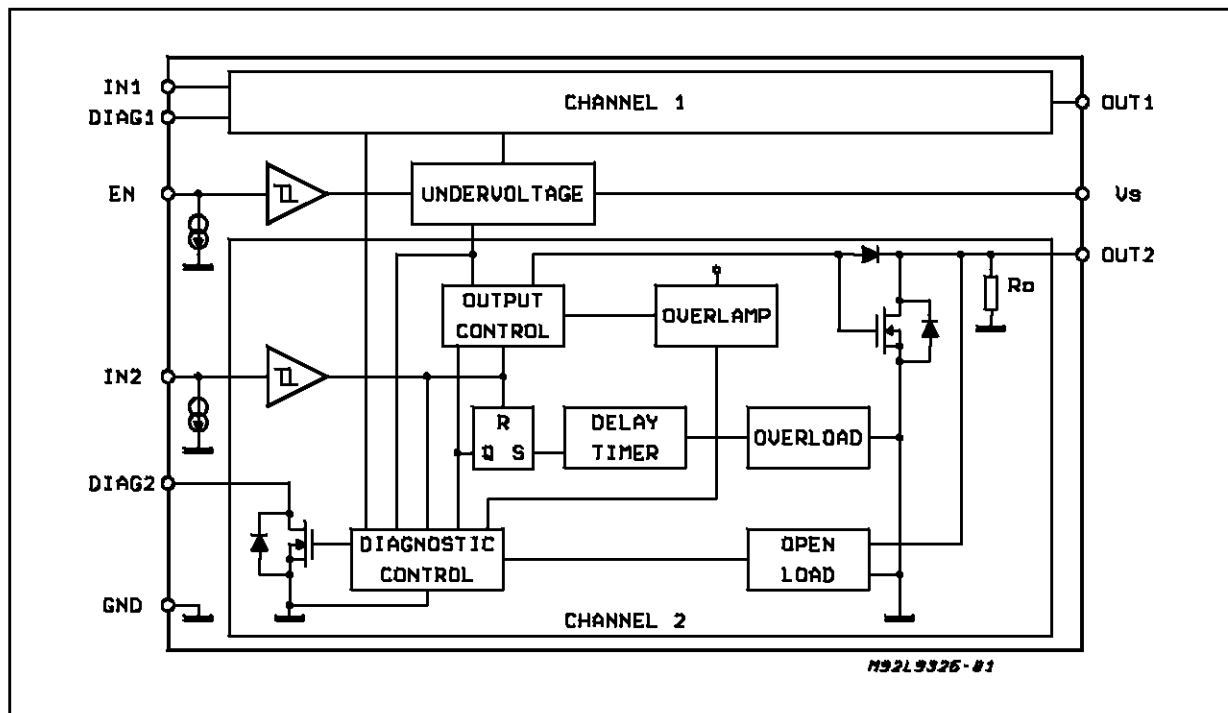 IN1
DIAG1
CHANNEL 1
OUT1
EN
UNDERVOLTAGE
Vs
OUT2
OUTPUT
CONTROL
OVERLAMP
Ro
IN2
R
Q S
DELAY
TIMER
OVERLOAD
DIAG2
DIAGNOSTIC
CONTROL
OPEN
LOAD
GND
CHANNEL 2
M92L9326-01